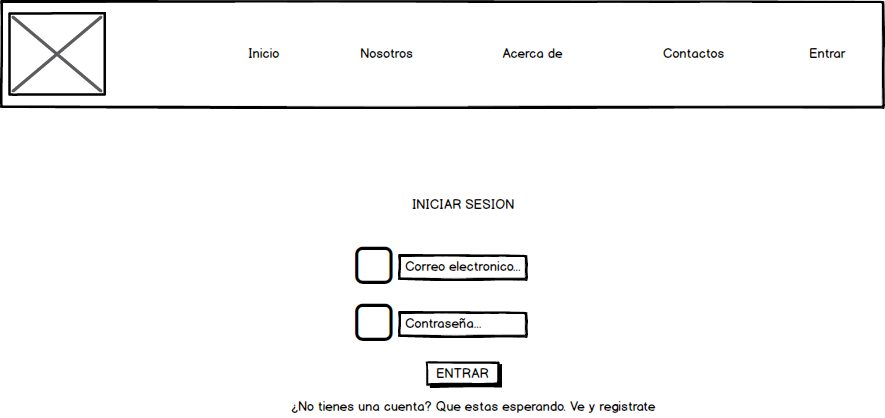 Inicio Nosotros Acerca de Contactos Entrar
INICIAR SESION
Correo electronico...
Contraseña...
ENTRAR
¿No tienes una cuenta? Que estas esperando. Ve y registrate